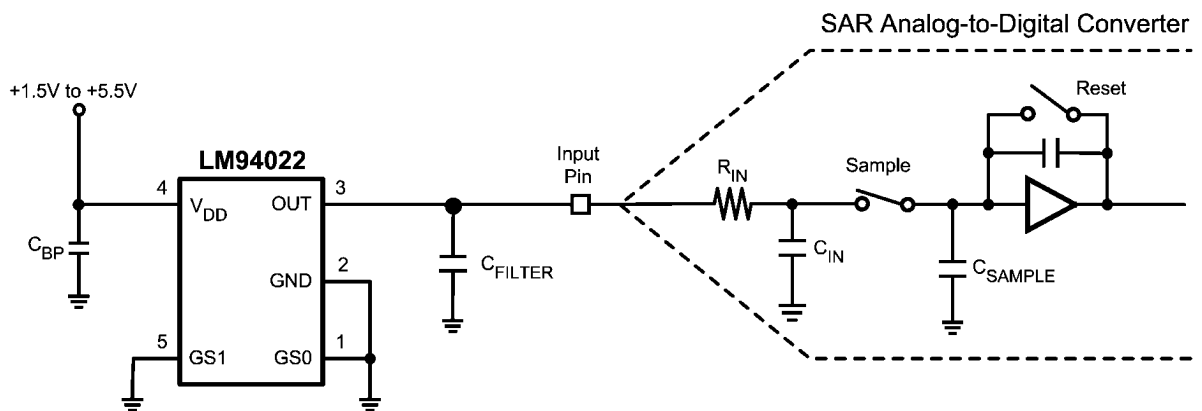 SAR Analog-to-Digital Converter
+1.5V to +5.5V
Reset
LM94022
Input
Pin
Sample
RIN
4
VDD
OUT
3
CBP
CIN
CFILTER
CSAMPLE
GND
2
5
GS1
GS0
1